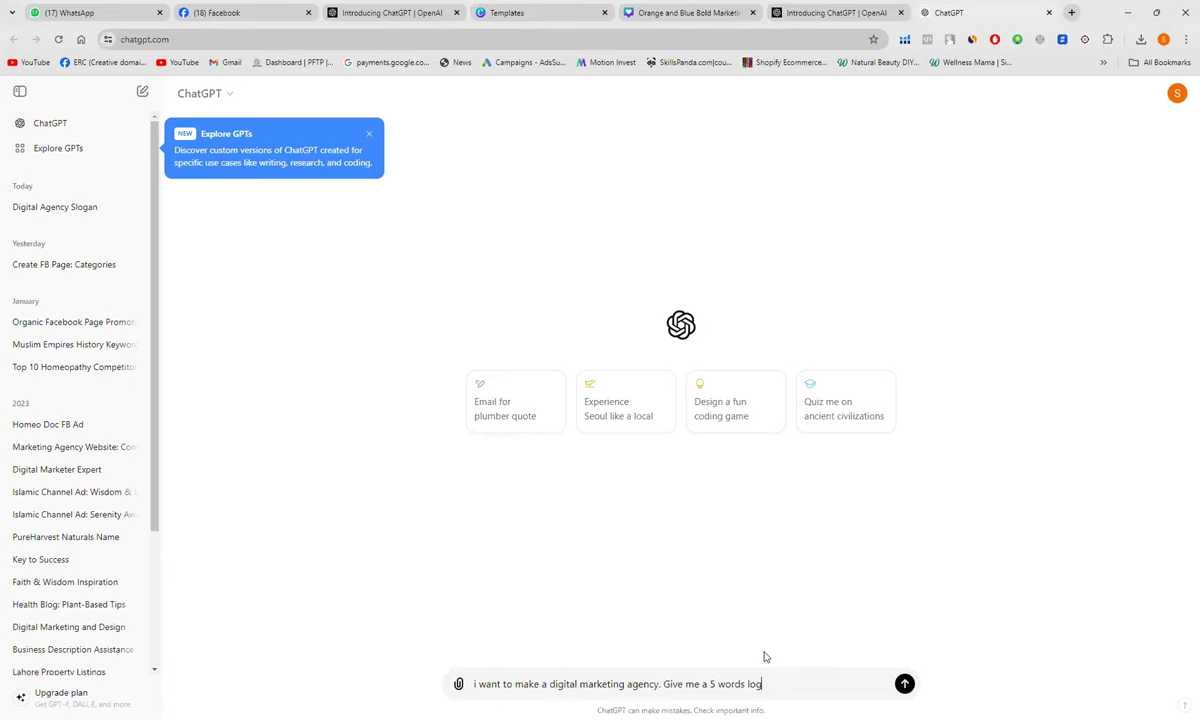 (17) WhatsApp
(18) Facebook
Introducing ChatGPT | OpenAI
Templates
Orange and Blue Bold Marketin
Introducing ChatGPT | OpenAI
ChatGPT
chatgpt.com
S
YouTube
ERC (Creative domai...
YouTube
Gmail
Dashboard | PFTP |...
payments.google.co...
News
Campaigns - AdsSu...
Motion Invest
SkillsPanda.com|cou...
Shopify Ecommerce...
Natural Beauty DIY...
Wellness Mama | Si...
All Bookmarks
ChatGPT
S
ChatGPT
Explore GPTs
NEW Explore GPTs
Discover custom versions of ChatGPT created for
specific use cases like writing, research, and coding.
Today
Digital Agency Slogan
Yesterday
Create FB Page: Categories
January
Organic Facebook Page Promoti
Muslim Empires History Keyword
Top 10 Homeopathy Competitor
2023
Homeo Doc FB Ad
Marketing Agency Website: Con
Digital Marketer Expert
Islamic Channel Ad: Wisdom & 
Islamic Channel Ad: Serenity Aw
PureHarvest Naturals Name
Key to Success
Faith & Wisdom Inspiration
Health Blog: Plant-Based Tips
Digital Marketing and Design
Business Description Assistance
Lahore Property Listings
Upgrade plan
Get GPT-4, DALL·E, and more
Email for
plumber quote
Experience
Seoul like a local
Design a fun
coding game
Quiz me on
ancient civilizations
i want to make a digital marketing agency. Give me a 5 words log
ChatGPT can make mistakes. Check important info.
?